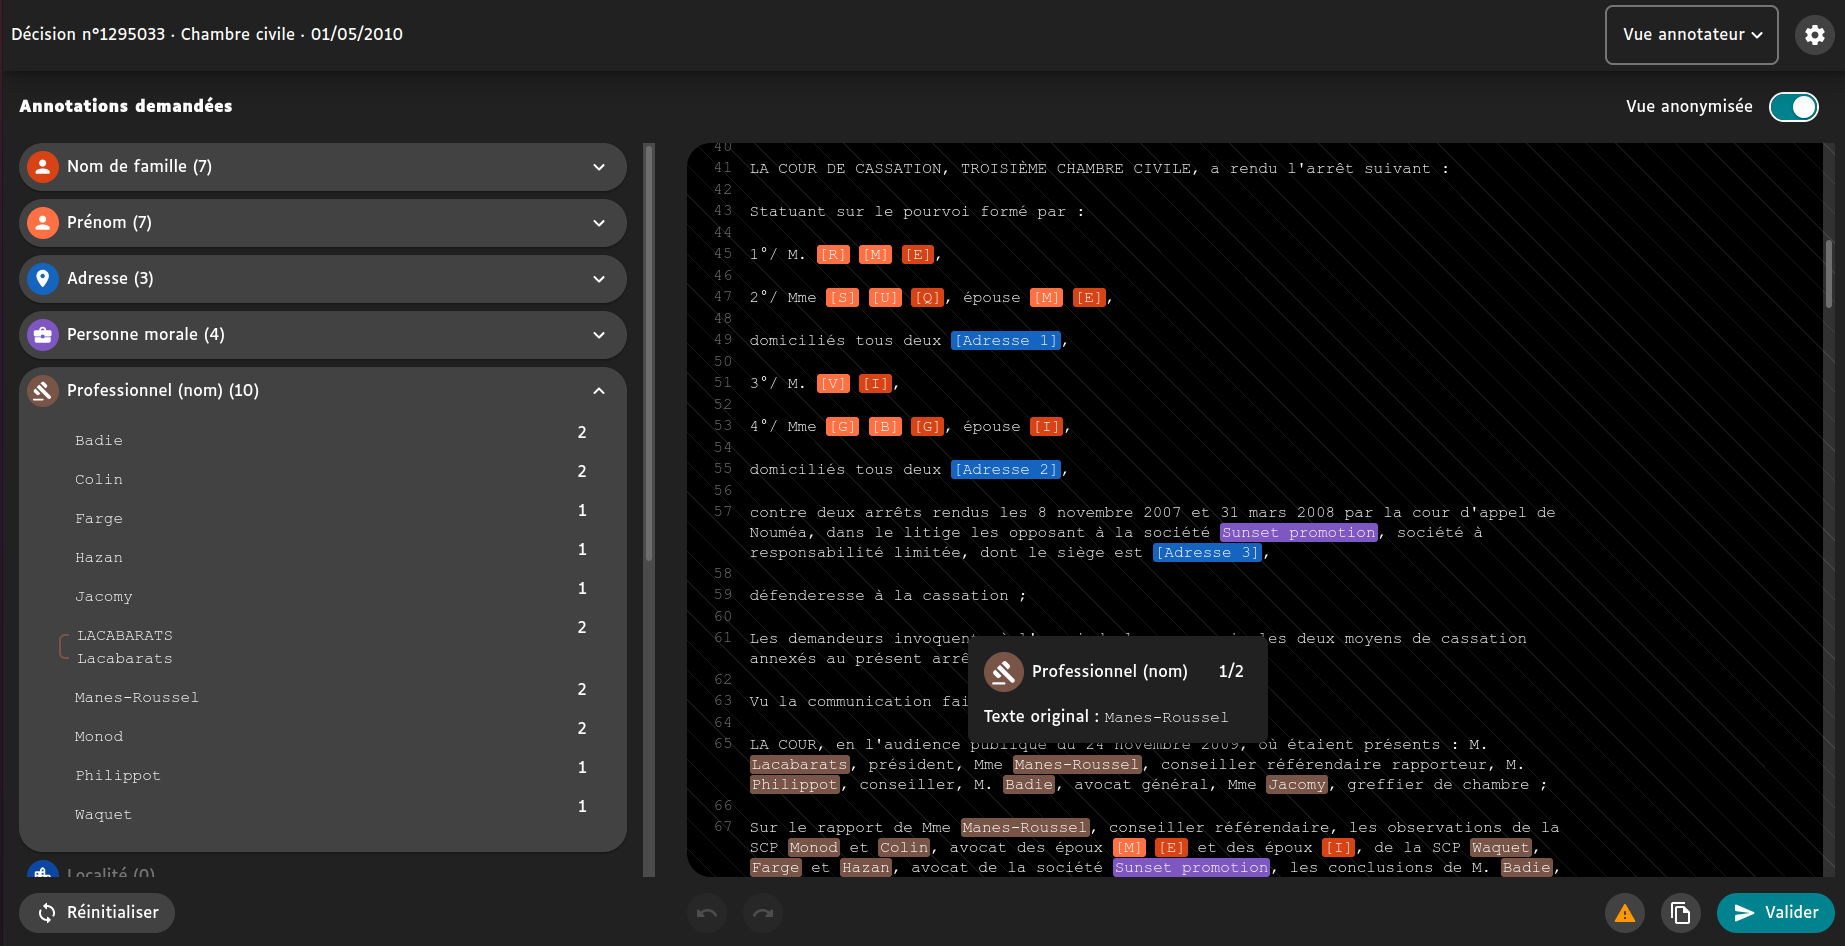 Décision n°1295033 · Chambre civile · 01/05/2010
Vue annotateur
Annotations demandées
Vue anonymisée
Nom de famille (7)
Prénom (7)
Adresse (3)
Personne morale (4)
Professionnel (nom) (10)
Badie 2
Colin 2
Farge 1
Hazan 1
Jacomy 1
LACABARATS 2
Lacabarats
Manes-Roussel 2
Monod 2
Philippot 1
Waquet 1
Localité (0)
Réinitialiser
40
41 LA COUR DE CASSATION, TROISIÈME CHAMBRE CIVILE, a rendu l'arrêt suivant :
42
43 Statuant sur le pourvoi formé par :
44
45 1°/ M. [R] [M] [E],
46
47 2°/ Mme [S] [U] [Q], épouse [M] [E],
48
49 domiciliés tous deux [Adresse 1],
50
51 3°/ M. [V] [I],
52
53 4°/ Mme [G] [B] [G], épouse [I],
54
55 domiciliés tous deux [Adresse 2],
56
57 contre deux arrêts rendus les 8 novembre 2007 et 31 mars 2008 par la cour d'appel de
Nouméa, dans le litige les opposant à la société Sunset promotion, société à
responsabilité limitée, dont le siège est [Adresse 3],
58
59 défenderesse à la cassation ;
60
61 Les demandeurs invoquent les deux moyens de cassation
annexés au présent
62
63 Vu la communication
64
65 LA COUR, en l'audience publique du 24 novembre 2009, où étaient présents : M.
Lacabarats, président, Mme Manes-Roussel, conseiller référendaire rapporteur, M.
Philippot, conseiller, M. Badie, avocat général, Mme Jacomy, greffier de chambre ;
66
67 Sur le rapport de Mme Manes-Roussel, conseiller référendaire, les observations de la
SCP Monod et Colin, avocat des époux [M] [E] et des époux [I], de la SCP Waquet,
Farge et Hazan, avocat de la société Sunset promotion, les conclusions de M. Badie,
Professionnel (nom) 1/2
Texte original : Manes-Roussel
Valider